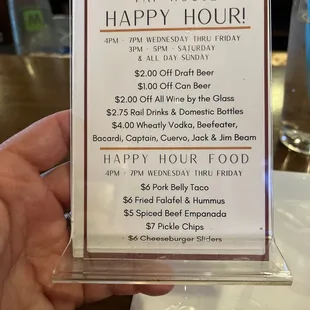 HAPPY HOUR!
4PM - 7PM WEDNESDAY THRU FRIDAY
3PM - 5PM - SATURDAY
& ALL DAY SUNDAY
$2.00 Off Draft Beer
$1.00 Off Can Beer
$2.00 Off All Wine by the Glass
$2.75 Rail Drinks & Domestic Bottles
$4.00 Wheatly Vodka, Beefeater,
Bacardi, Captain, Cuervo, Jack & Jim Beam
HAPPY HOUR FOOD
4PM - 7PM WEDNESDAY THRU FRIDAY
$6 Pork Belly Taco
$6 Fried Falafel & Hummus
$5 Spiced Beef Empanada
$7 Pickle Chips
$6 Cheeseburger Sliders